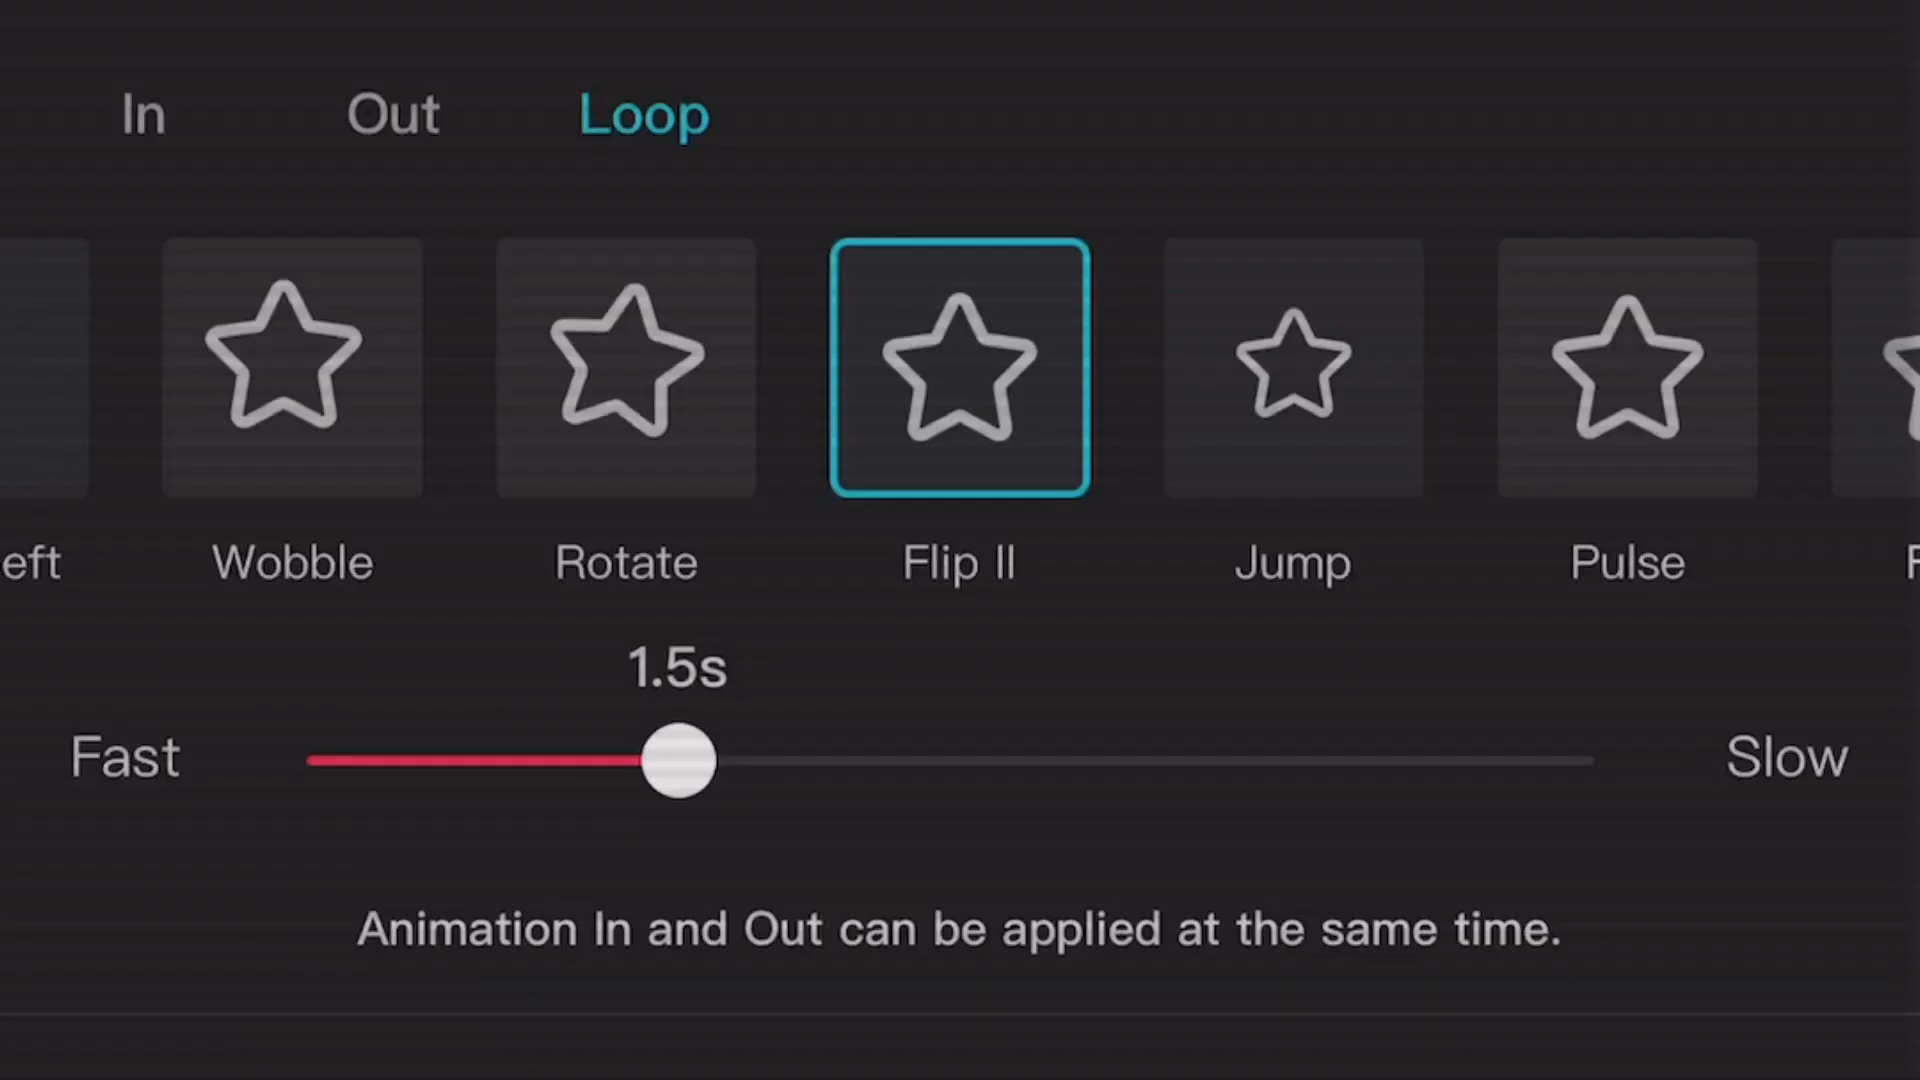 In Out Loop
eft Wobble Rotate Flip II Jump Pulse
1.5s
Fast Slow
Animation In and Out can be applied at the same time.